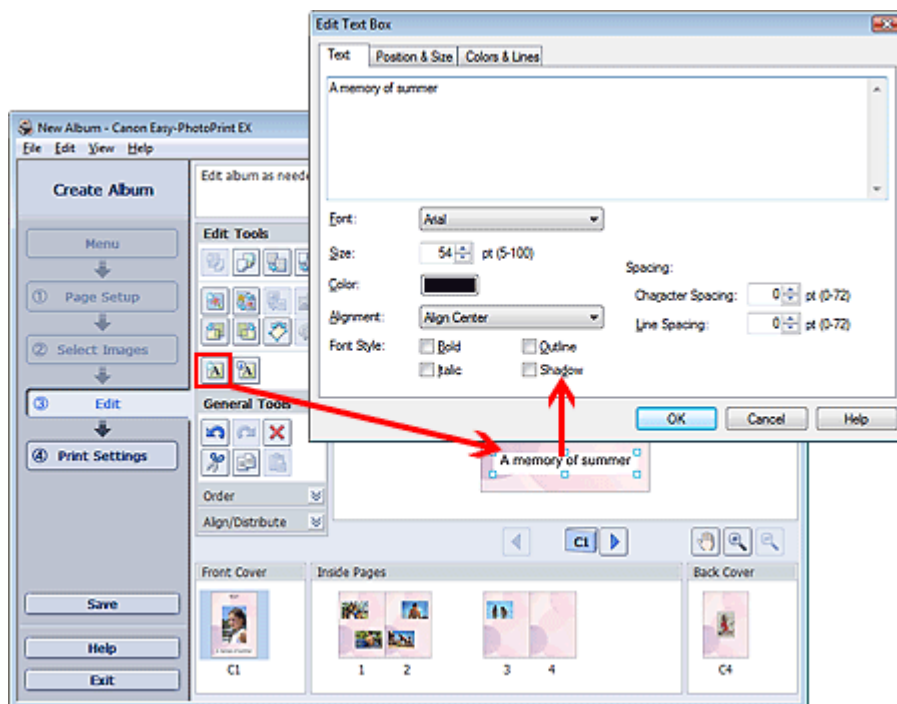 Edit Text Box
Text Position & Size Colors & Lines
A memory of summer
Font: Arial
Size: 54 pt (5-100)
Color:
Alignment: Align Center
Font Style: Bold Outline
Italic Shadow
Spacing:
Character Spacing: 0 pt (0-72)
Line Spacing: 0 pt (0-72)
OK Cancel Help
New Album - Canon Easy-PhotoPrint EX
File Edit View Help
Create Album
Menu
① Page Setup
② Select Images
③ Edit
④ Print Settings
Save
Help
Exit
Edit album as neede
Edit Tools
A A
General Tools
Order
Align/Distribute
A memory of summer
C1
Front Cover Inside Pages Back Cover
C1 1 2 3 4 C4